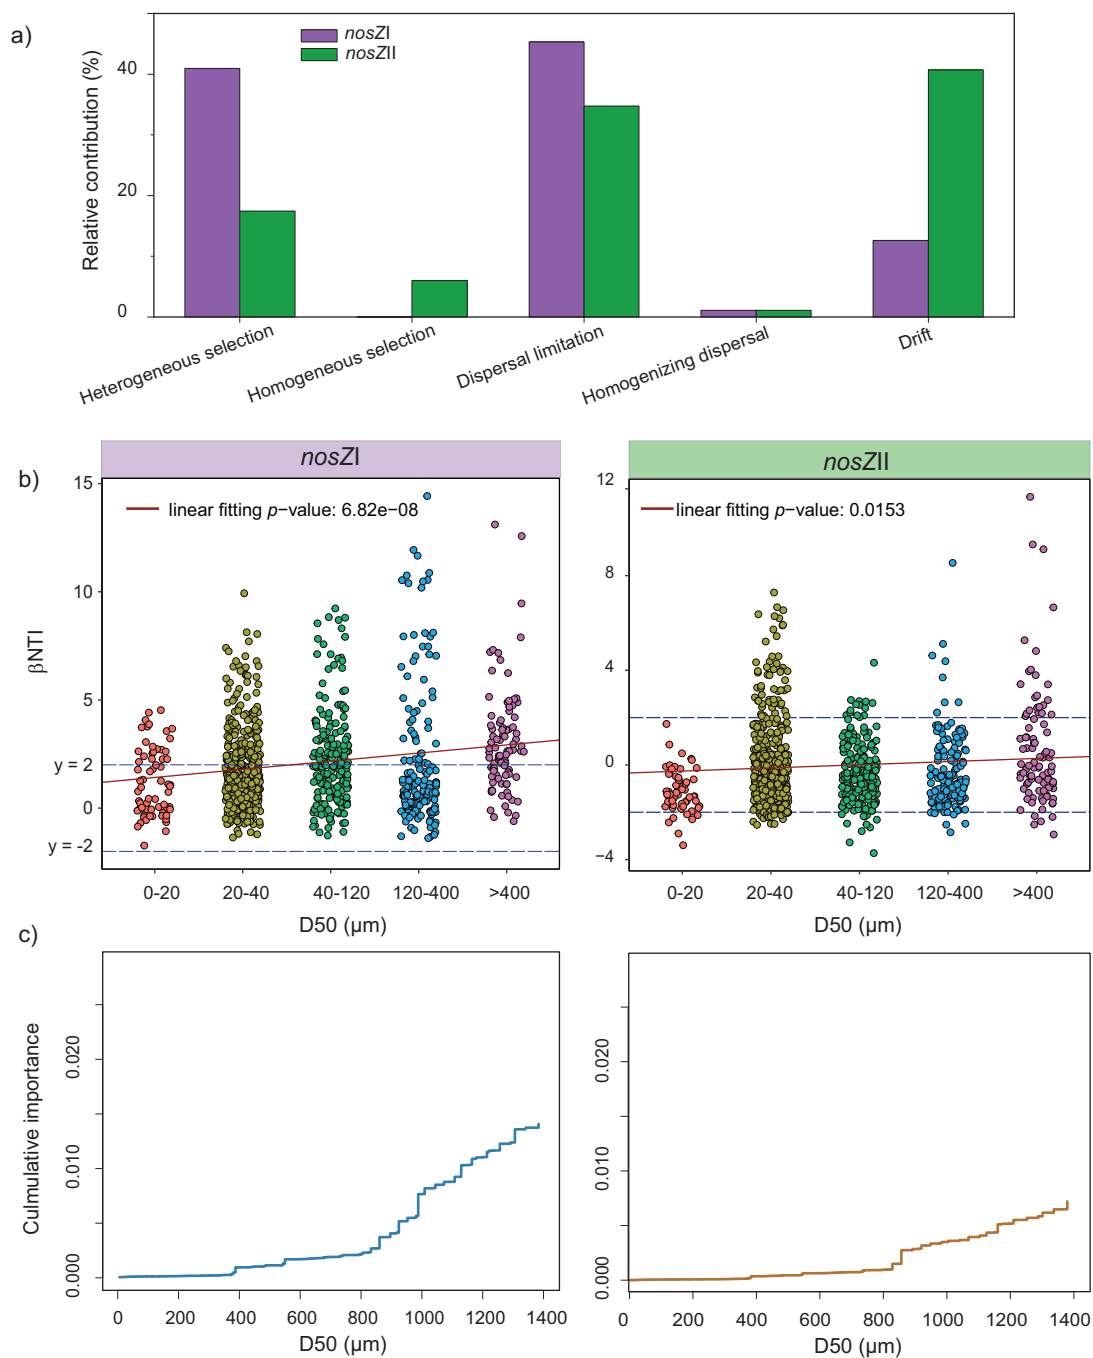 a)
nosZI
nosZII
Relative contribution (%)
40
20
0
Heterogeneous selection
Homogeneous selection
Dispersal limitation
Homogenizing dispersal
Drift
b)
nosZI
linear fitting p−value: 6.82e−08
βNTI
15
10
5
y = 2
0
y = -2
0-20
20-40
40-120
120-400
>400
D50 (µm)
nosZII
linear fitting p−value: 0.0153
12
8
4
0
−4
0-20
20-40
40-120
120-400
>400
D50 (µm)
c)
Culmulative importance
0.020
0.010
0.000
0
200
400
600
800
1000
1200
1400
D50 (µm)
0.020
0.010
0.000
0
200
400
600
800
1000
1200
1400
D50 (µm)